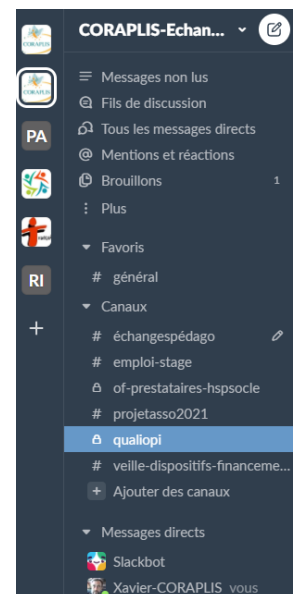 CORAPLIS-Echan...
CORAPLIS
CORAPLIS
PA
RI
+
Messages non lus
Fils de discussion
Tous les messages directs
@ Mentions et réactions
Brouillons 1
Plus
Favoris
# général
Canaux
# échangespédago
# emploi-stage
of-prestataires-hspsocle
# projetasso2021
qualiopi
# veille-dispositifs-financeme...
+ Ajouter des canaux
Messages directs
Slackbot
Xavier-CORAPLIS vous